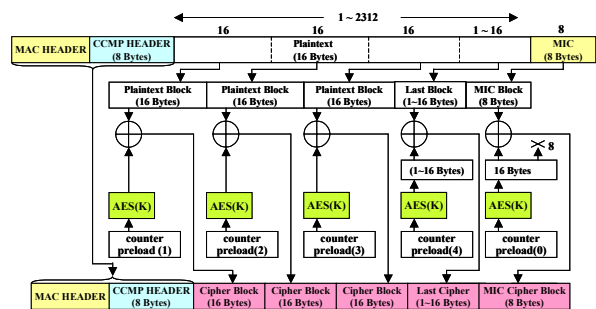 1 ~ 2312
16 16 16 1 ~ 16 8
MAC HEADER
CCMP HEADER
(8 Bytes)
Plaintext
(16 Bytes)
MIC
(8 Bytes)
Plaintext Block
(16 Bytes)
Plaintext Block
(16 Bytes)
Plaintext Block
(16 Bytes)
Last Block
(1~16 Bytes)
MIC Block
(8 Bytes)
8
(1~16 Bytes)
16 Bytes
AES(K)
AES(K)
AES(K)
AES(K)
AES(K)
counter
preload (1)
counter
preload(2)
counter
preload(3)
counter
preload(4)
counter
preload(0)
MAC HEADER
CCMP HEADER
(8 Bytes)
Cipher Block
(16 Bytes)
Cipher Block
(16 Bytes)
Cipher Block
(16 Bytes)
Last Cipher
(1~16 Bytes)
MIC Cipher Block
(8 Bytes)